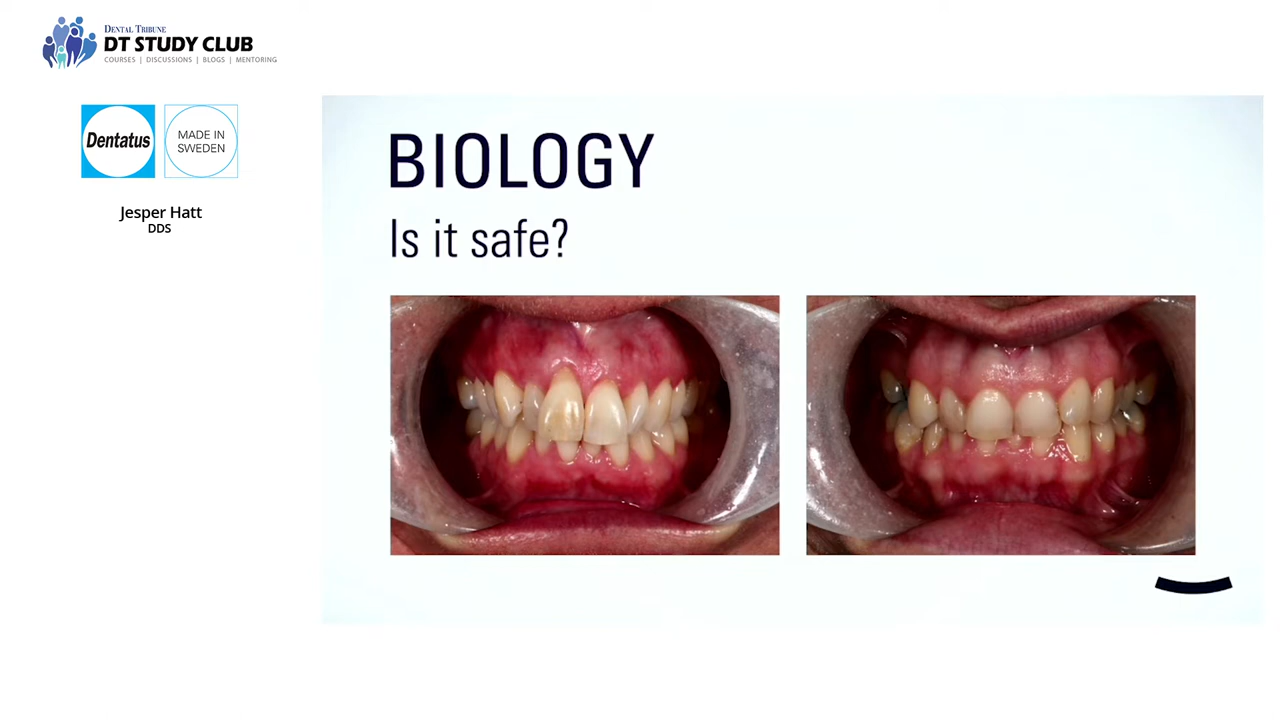 DENTAL TRIBUNE
DT STUDY CLUB
COURSES | DISCUSSIONS | BLOGS | MENTORING
Dentatus
MADE IN
SWEDEN
Jesper Hatt
DDS
BIOLOGY
Is it safe?